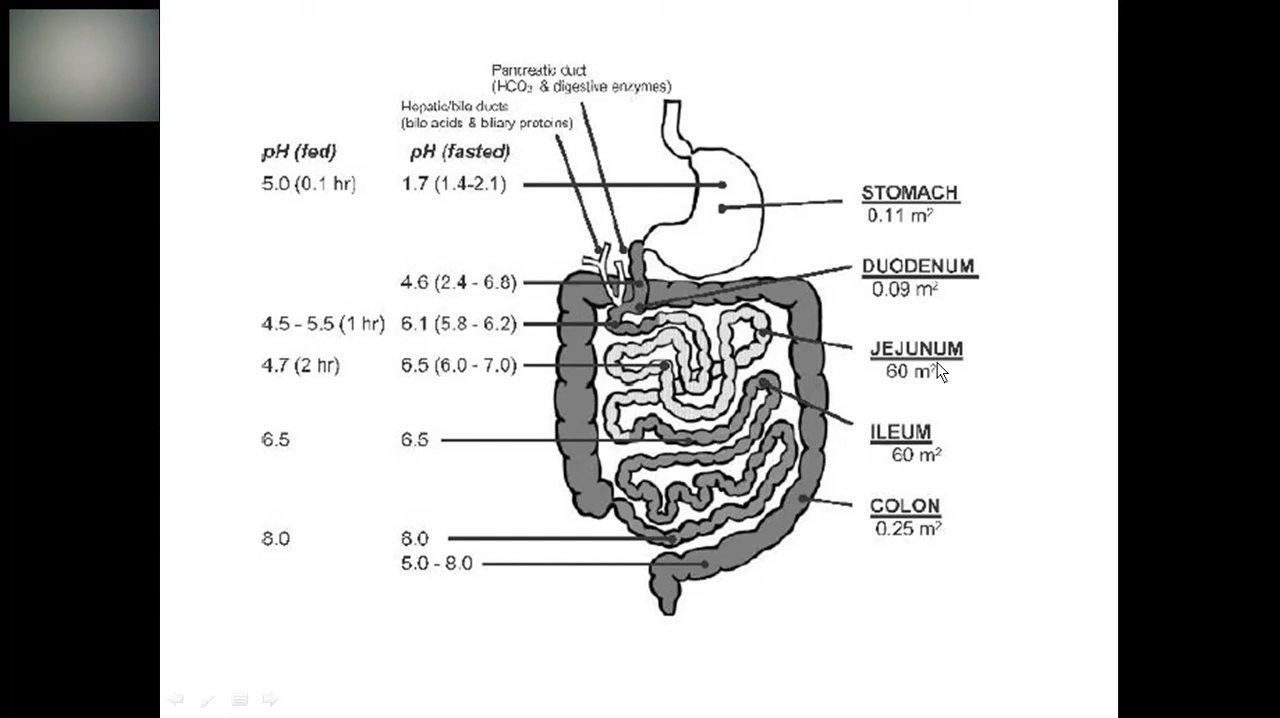 Pancreatic duct
(HCO₃ & digestive enzymes)
Hepatic/bile ducts
(bile acids & biliary proteins)
pH (fed) pH (fasted)
5.0 (0.1 hr) 1.7 (1.4-2.1)
STOMACH
0.11 m²
DUODENUM
4.6 (2.4 - 6.8)
0.09 m²
4.5 - 5.5 (1 hr) 6.1 (5.8 - 6.2)
JEJUNUM
4.7 (2 hr) 6.5 (6.0 - 7.0)
60 m²
ILEUM
6.5 6.5
60 m²
COLON
0.25 m²
8.0 8.0
5.0 - 8.0